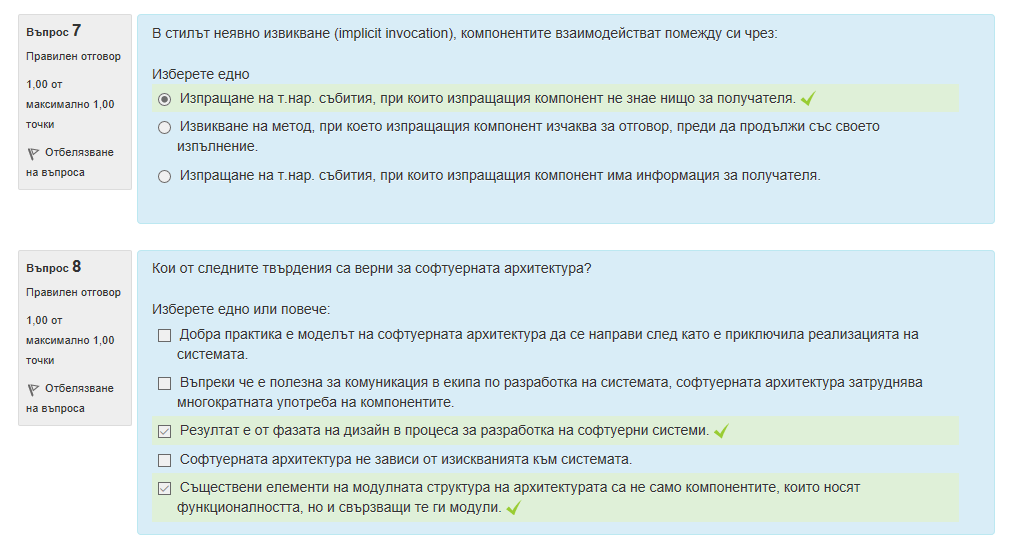 Въпрос 7
Правилен отговор
1,00 от
максимално 1,00
точки
Отбелязване
на въпроса
В стилът неявно извикване (implicit invocation), компонентите взаимодействат помежду си чрез:
Изберете едно
Изпращане на т.нар. събития, при които изпращащия компонент не знае нищо за получателя.
Извикване на метод, при което изпращащия компонент изчаква за отговор, преди да продължи със своето
изпълнение.
Изпращане на т.нар. събития, при които изпращащия компонент има информация за получателя.
Въпрос 8
Правилен отговор
1,00 от
максимално 1,00
точки
Отбелязване
на въпроса
Кои от следните твърдения са верни за софтуерната архитектура?
Изберете едно или повече:
Добра практика е моделът на софтуерната архитектура да се направи след като е приключила реализацията на
системата.
Въпреки че е полезна за комуникация в екипа по разработка на системата, софтуерната архитектура затруднява
многократната употреба на компонентите.
Резултат е от фазата на дизайн в процеса за разработка на софтуерни системи.
Софтуерната архитектура не зависи от изискванията към системата.
Съществени елементи на модулната структура на архитектурата са не само компонентите, които носят
функционалността, но и свързващи те ги модули.